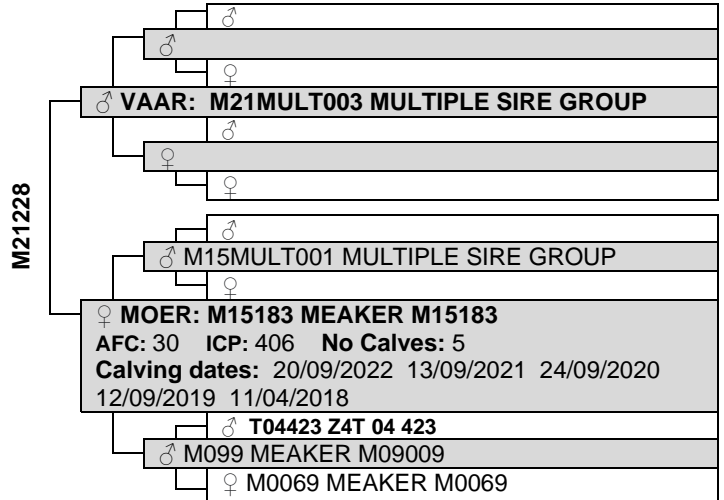 ♂
♂
♀
♂ VAAR: M21MULT003 MULTIPLE SIRE GROUP
♂
♀
♀
M21228
♂
♂ M15MULT001 MULTIPLE SIRE GROUP
♀
♀ MOER: M15183 MEAKER M15183
AFC: 30 ICP: 406 No Calves: 5
Calving dates: 20/09/2022 13/09/2021 24/09/2020
12/09/2019 11/04/2018
♂ T04423 Z4T 04 423
♂ M099 MEAKER M09009
♀ M0069 MEAKER M0069